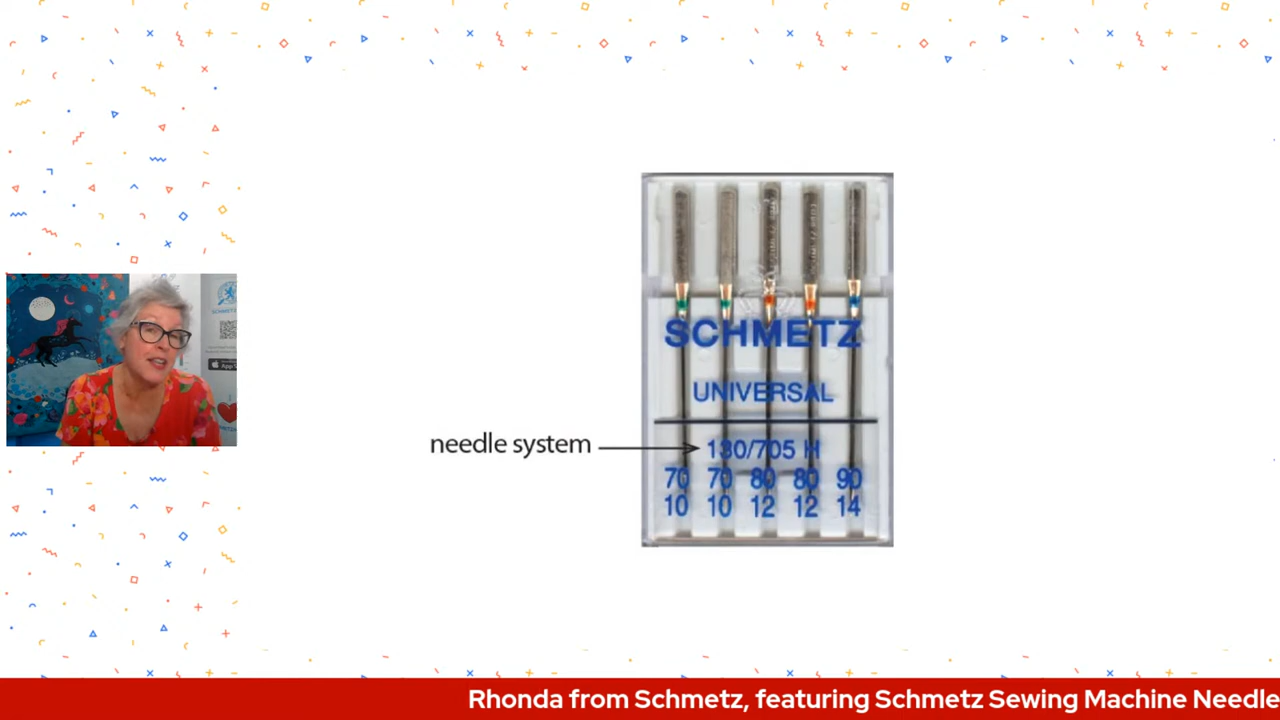 SCHMETZ
UNIVERSAL
needle system
130/705 H
70 70 80 80 90
10 10 12 12 14
Rhonda from Schmetz, featuring Schmetz Sewing Machine Needle